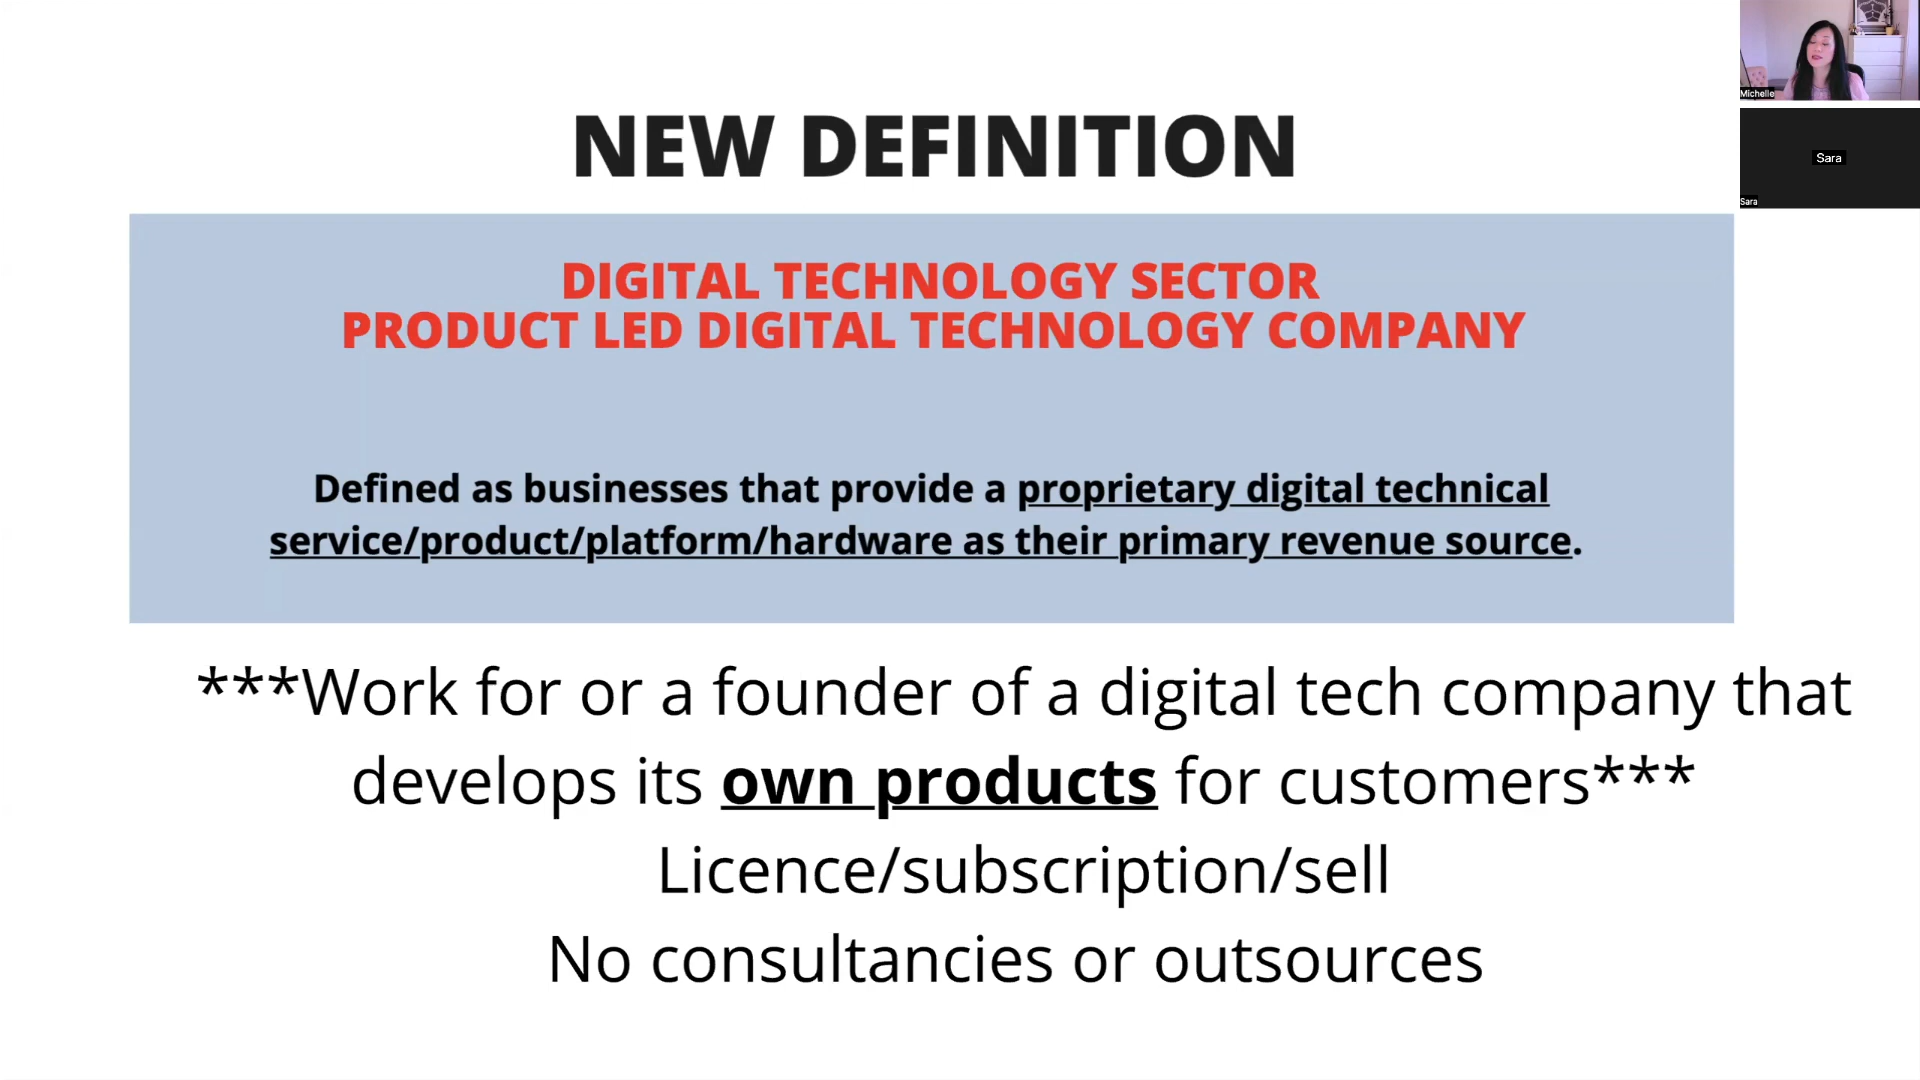 NEW DEFINITION
DIGITAL TECHNOLOGY SECTOR
PRODUCT LED DIGITAL TECHNOLOGY COMPANY
Defined as businesses that provide a proprietary digital technical
service/product/platform/hardware as their primary revenue source.
***Work for or a founder of a digital tech company that
develops its own products for customers***
Licence/subscription/sell
No consultancies or outsources
Michelle
Sara
Sara